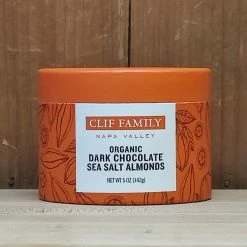 CLIF FAMILY
NAPA VALLEY
ORGANIC
DARK CHOCOLATE
SEA SALT ALMONDS
NET WT 5 OZ (142g)